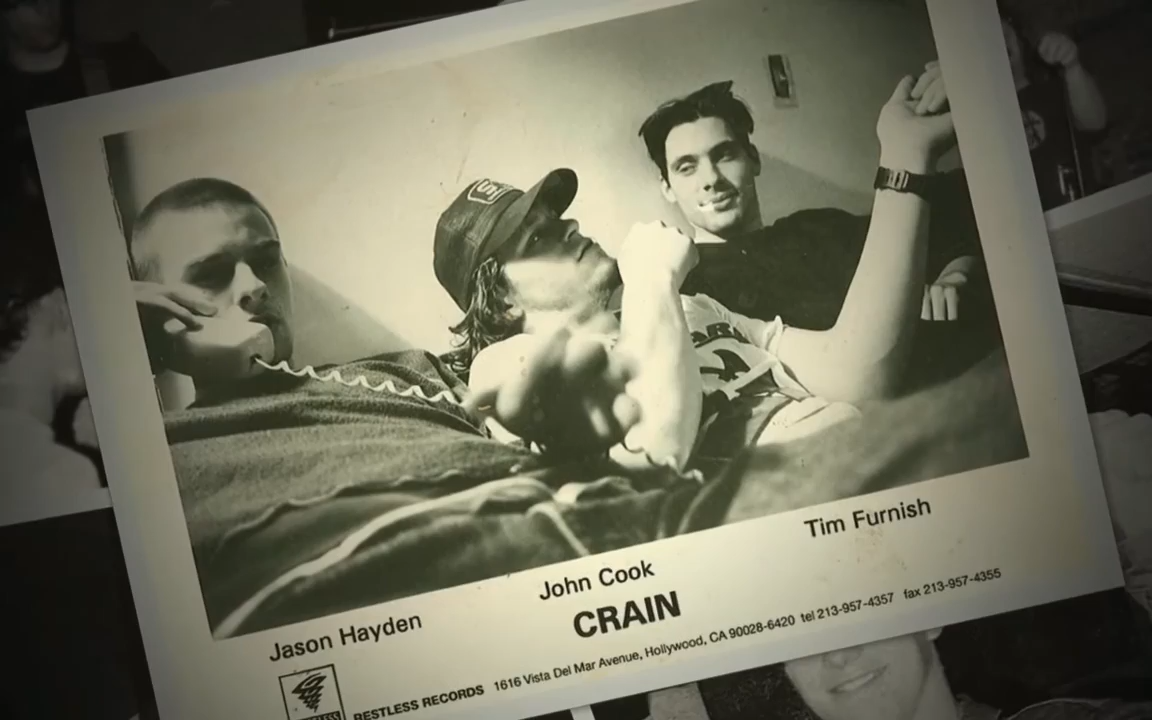 Tim Furnish
John Cook
Jason Hayden
CRAIN
RESTLESS RECORDS 1616 Vista Del Mar Avenue, Hollywood, CA 90028-6420 tel 213-957-4357 fax 213-957-4355